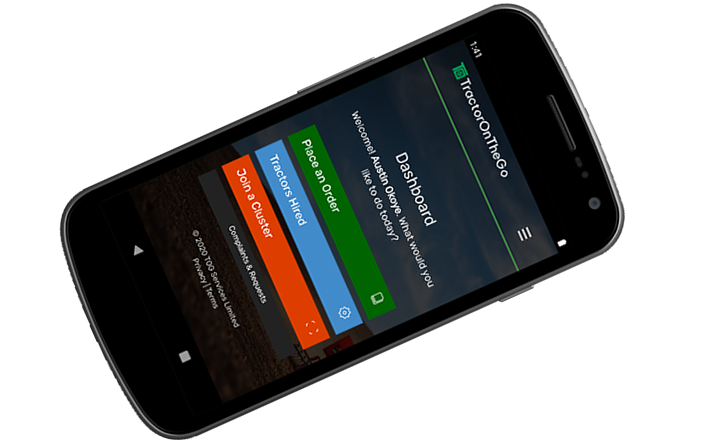 1:41
TractorOnTheGo
Dashboard
Welcome! Austin Okoye. What would you
like to do today?
Place an Order
Tractors Hired
Join a Cluster
Complaints & Requests
© 2020 TOG Services Limited
Privacy | Terms